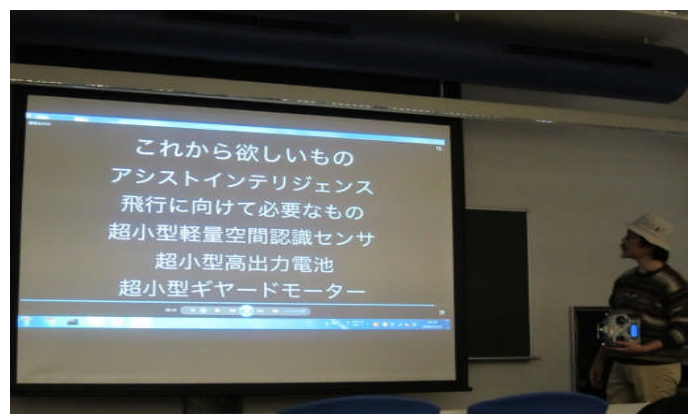 これから欲しいもの
アシストインテリジェンス
飛行に向けて必要なもの
超小型軽量空間認識センサ
超小型高出力電池
超小型ギヤードモーター